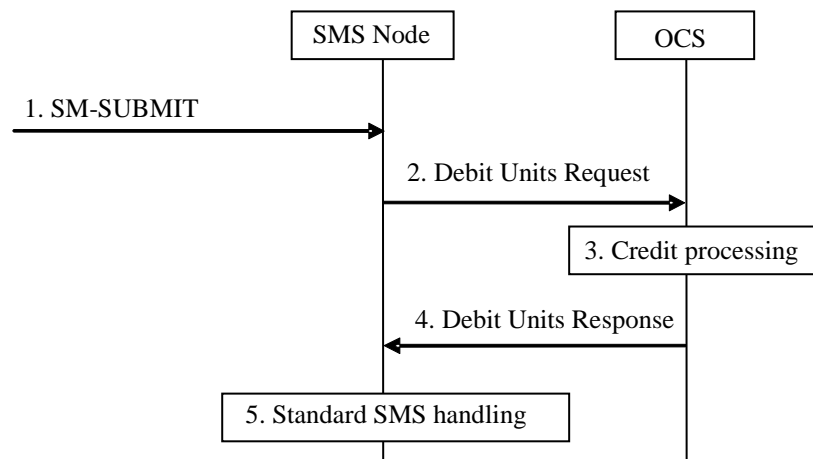 SMS Node
OCS
1. SM-SUBMIT
2. Debit Units Request
3. Credit processing
4. Debit Units Response
5. Standard SMS handling